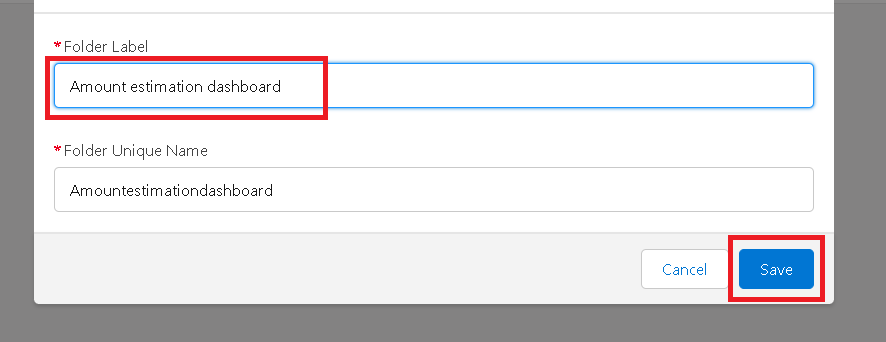 *Folder Label
Amount estimation dashboard
*Folder Unique Name
Amountestimationdashboard
Cancel
Save